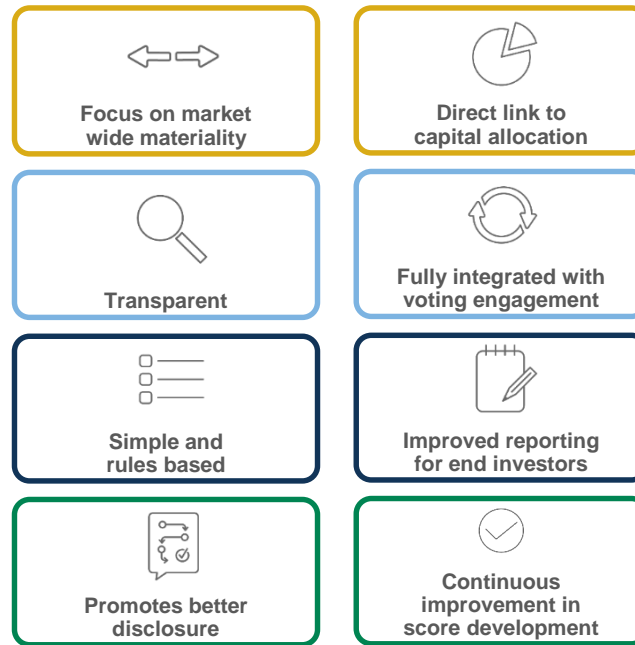 Focus on market
wide materiality
Direct link to
capital allocation
Transparent
Fully integrated with
voting engagement
Simple and
rules based
Improved reporting
for end investors
Promotes better
disclosure
Continuous
improvement in
score development